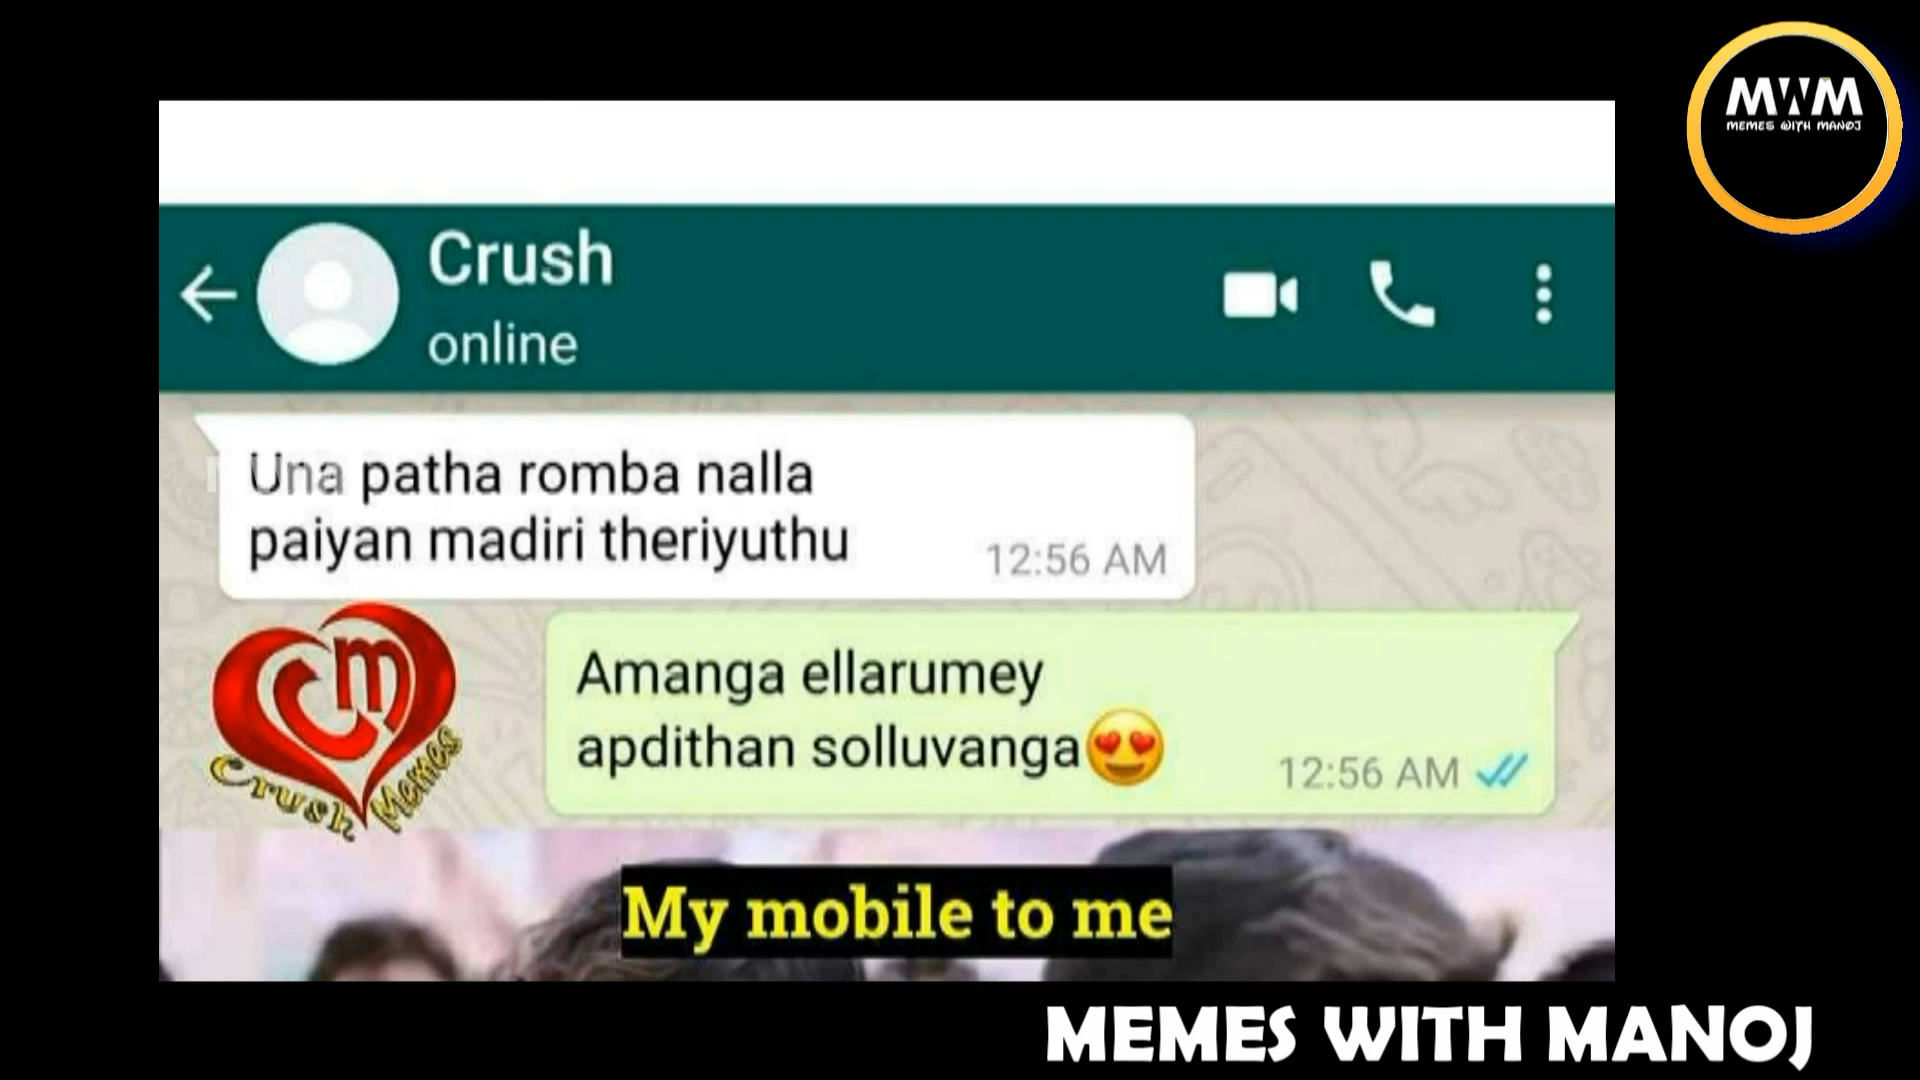 MWM
MEMES WITH MANOJ
Crush
online
Una patha romba nalla
paiyan madiri theriyuthu
12:56 AM
cm
Crush Memes
Amanga ellarumey
apdithan solluvanga😍
12:56 AM
My mobile to me
MEMES WITH MANOJ